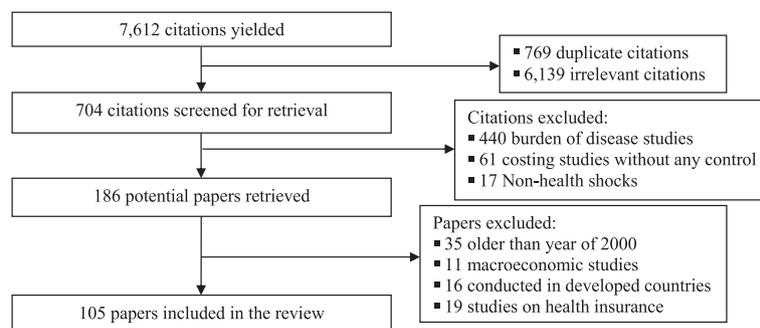 7,612 citations yielded
▪ 769 duplicate citations
▪ 6,139 irrelevant citations
704 citations screened for retrieval
Citations excluded:
▪ 440 burden of disease studies
▪ 61 costing studies without any control
▪ 17 Non-health shocks
186 potential papers retrieved
Papers excluded:
▪ 35 older than year of 2000
▪ 11 macroeconomic studies
▪ 16 conducted in developed countries
▪ 19 studies on health insurance
105 papers included in the review